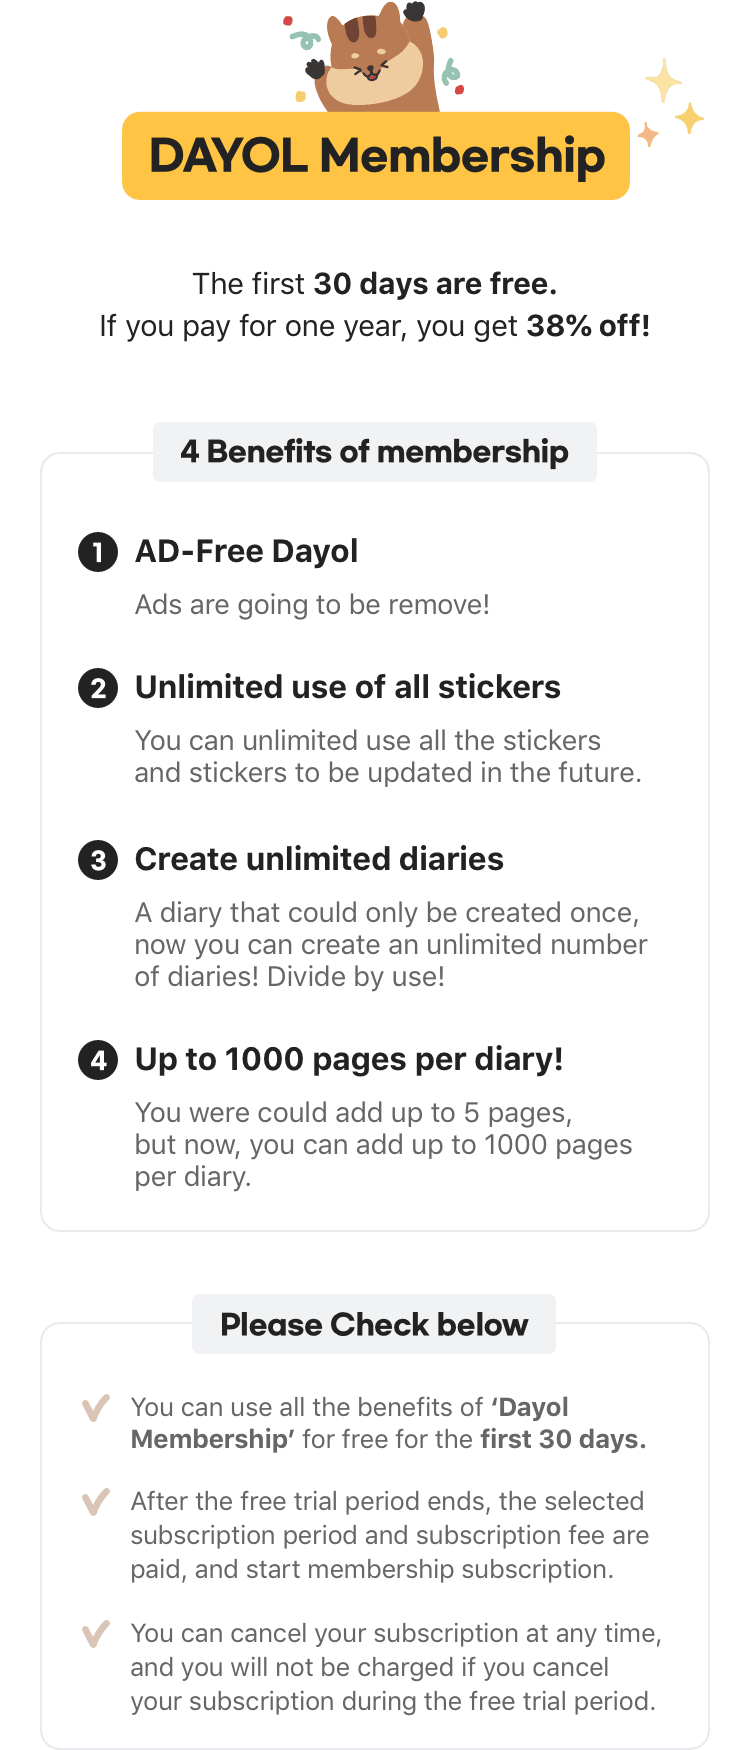 DAYOL Membership
The first 30 days are free.
If you pay for one year, you get 38% off!
4 Benefits of membership
1 AD-Free Dayol
Ads are going to be remove!
2 Unlimited use of all stickers
You can unlimited use all the stickers
and stickers to be updated in the future.
3 Create unlimited diaries
A diary that could only be created once,
now you can create an unlimited number
of diaries! Divide by use!
4 Up to 1000 pages per diary!
You were could add up to 5 pages,
but now, you can add up to 1000 pages
per diary.
Please Check below
You can use all the benefits of ‘Dayol
Membership’ for free for the first 30 days.
After the free trial period ends, the selected
subscription period and subscription fee are
paid, and start membership subscription.
You can cancel your subscription at any time,
and you will not be charged if you cancel
your subscription during the free trial period.